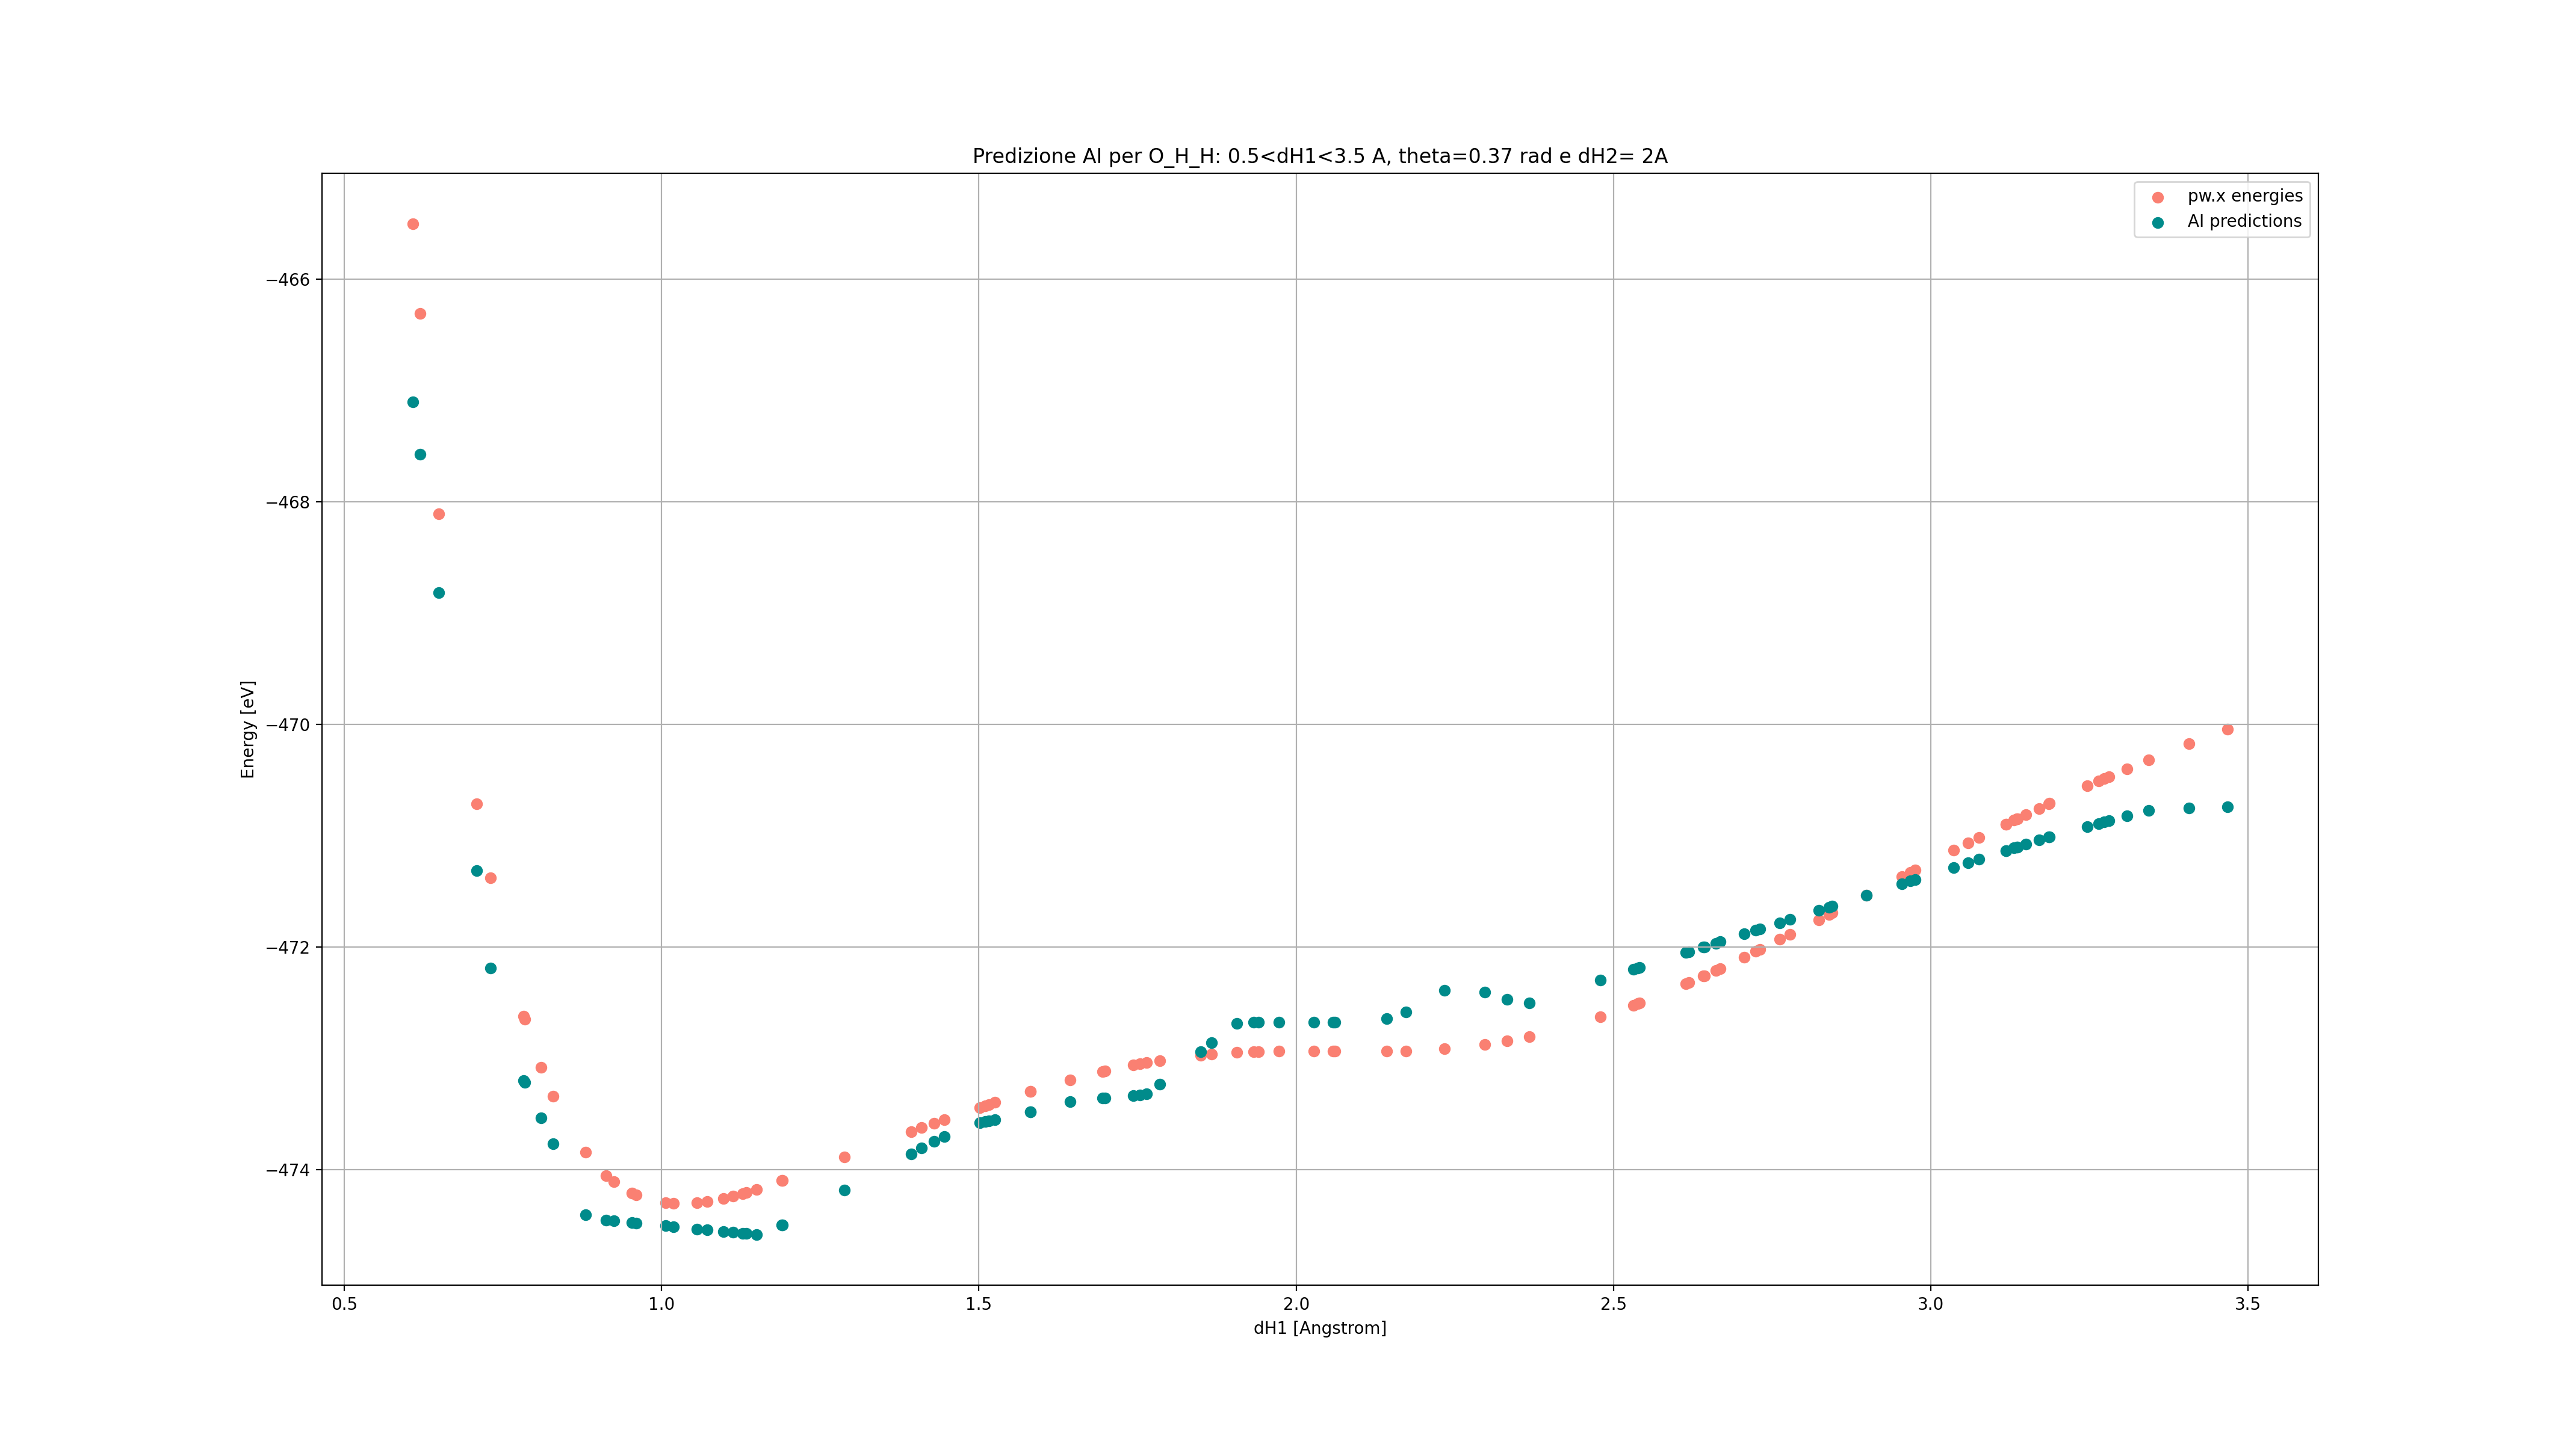 Predizione AI per O_H_H: 0.5<dH1<3.5 A, theta=0.37 rad e dH2= 2A
pw.x energies
AI predictions
−466
−468
−470
−472
−474
Energy [eV]
0.5 1.0 1.5 2.0 2.5 3.0 3.5
dH1 [Angstrom]